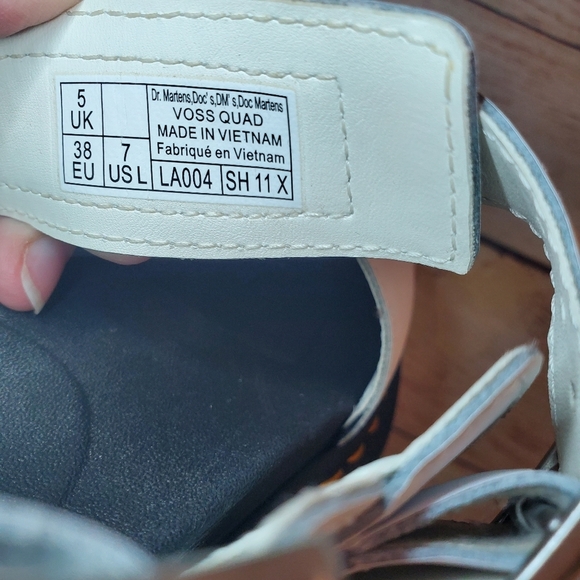 5 UK
Dr. Martens,Doc's,DM's,Doc Martens
VOSS QUAD
MADE IN VIETNAM
Fabriqué en Vietnam
38 EU
7 US L
LA004
SH 11 X